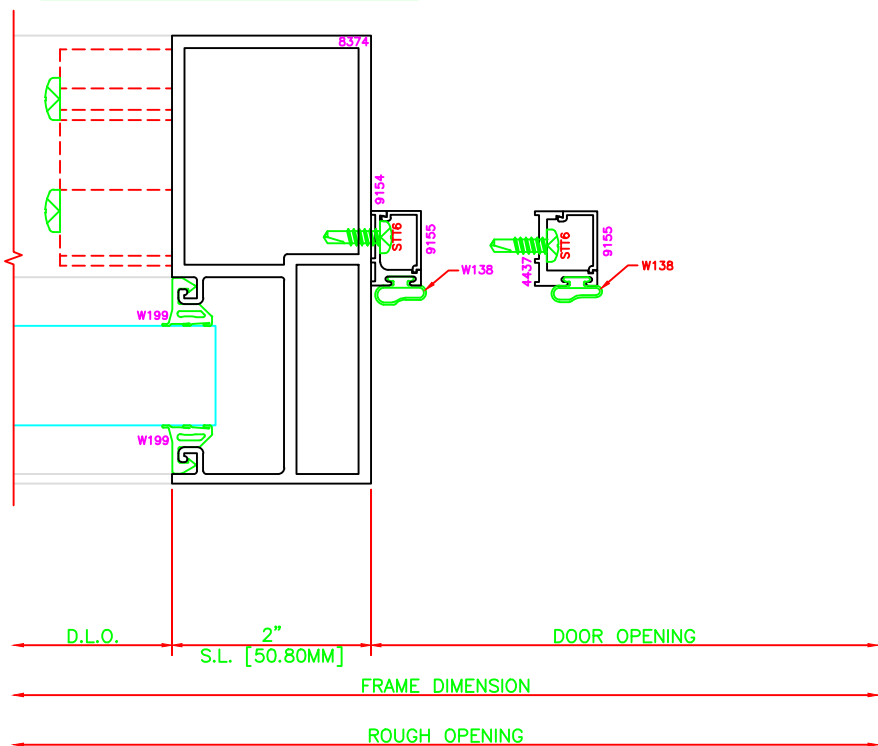 8374
9154
STT6
9155
W138
4437
STT6
9155
W138
W199
W199
D.L.O.
2”
S.L. [50.80MM]
DOOR OPENING
FRAME DIMENSION
ROUGH OPENING